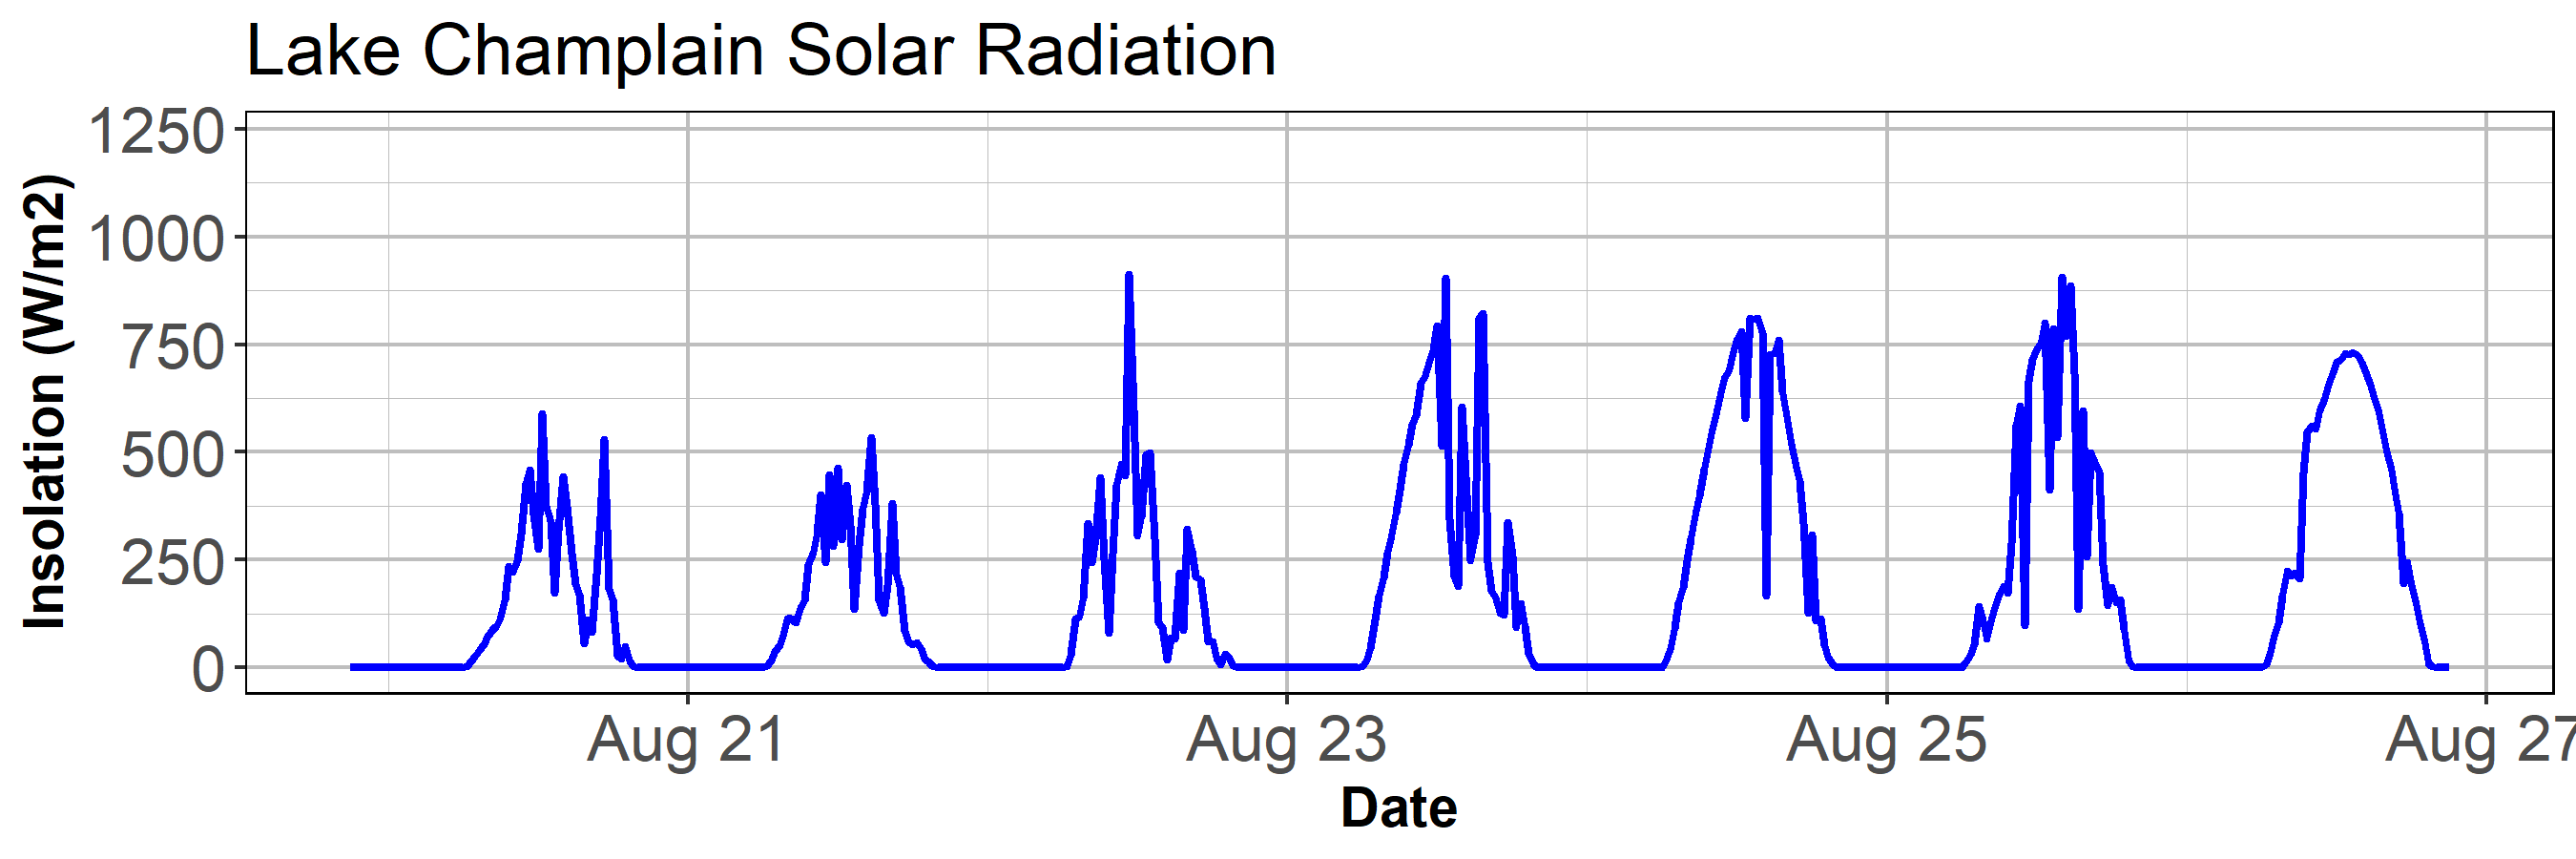 Lake Champlain Solar Radiation
Insolation (W/m2)
1250
1000
750
500
250
0
Aug 21 Aug 23 Aug 25 Aug 27
Date